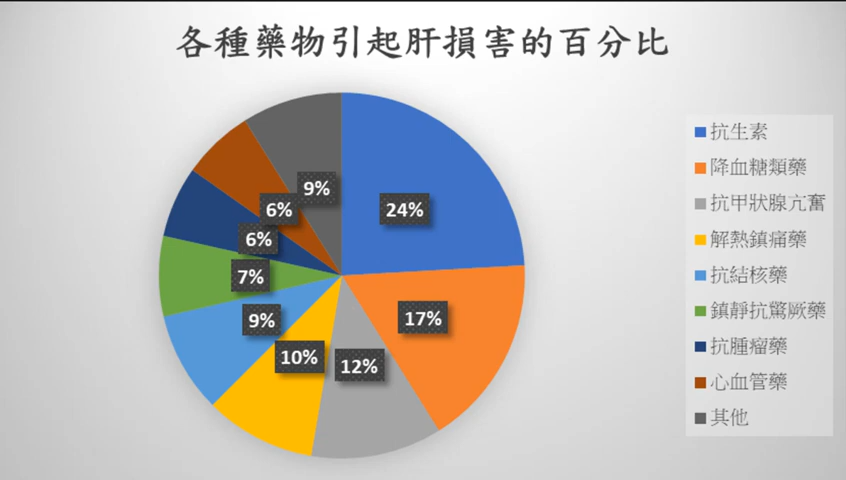 各種藥物引起肝損害的百分比
24%
17%
12%
10%
9%
7%
6%
6%
9%
抗生素
降血糖類藥
抗甲狀腺亢奮
解熱鎮痛藥
抗結核藥
鎮靜抗驚厥藥
抗腫瘤藥
心血管藥
其他